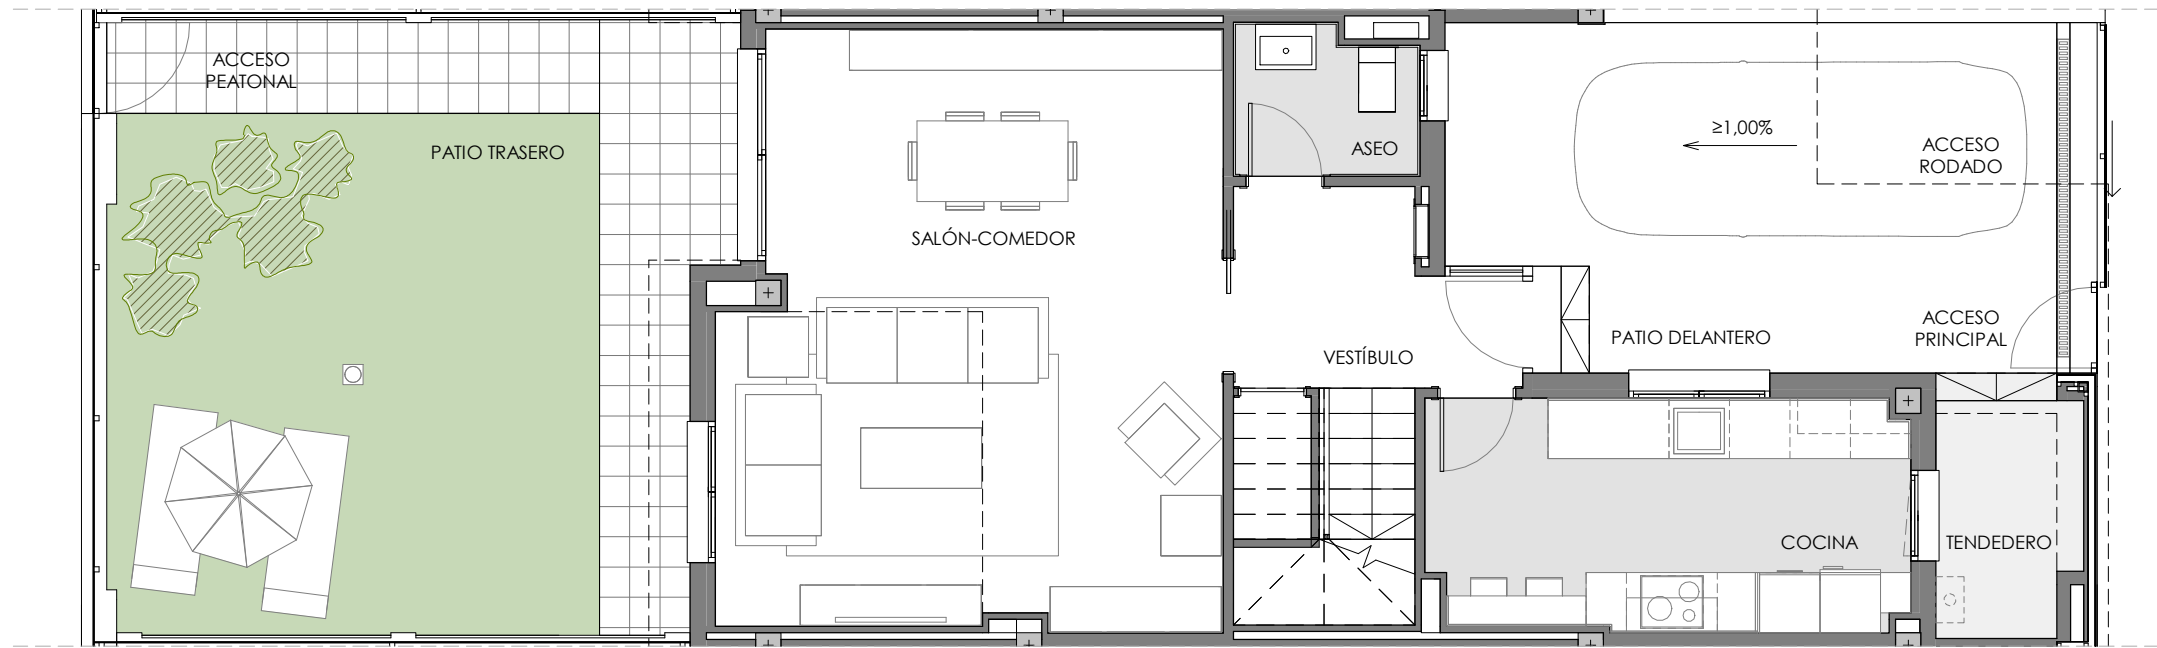 ACCESO
PEATONAL
PATIO TRASERO
SALÓN-COMEDOR
ASEO
VESTÍBULO
≥1,00%
ACCESO
RODADO
PATIO DELANTERO
ACCESO
PRINCIPAL
COCINA
TENDEDERO